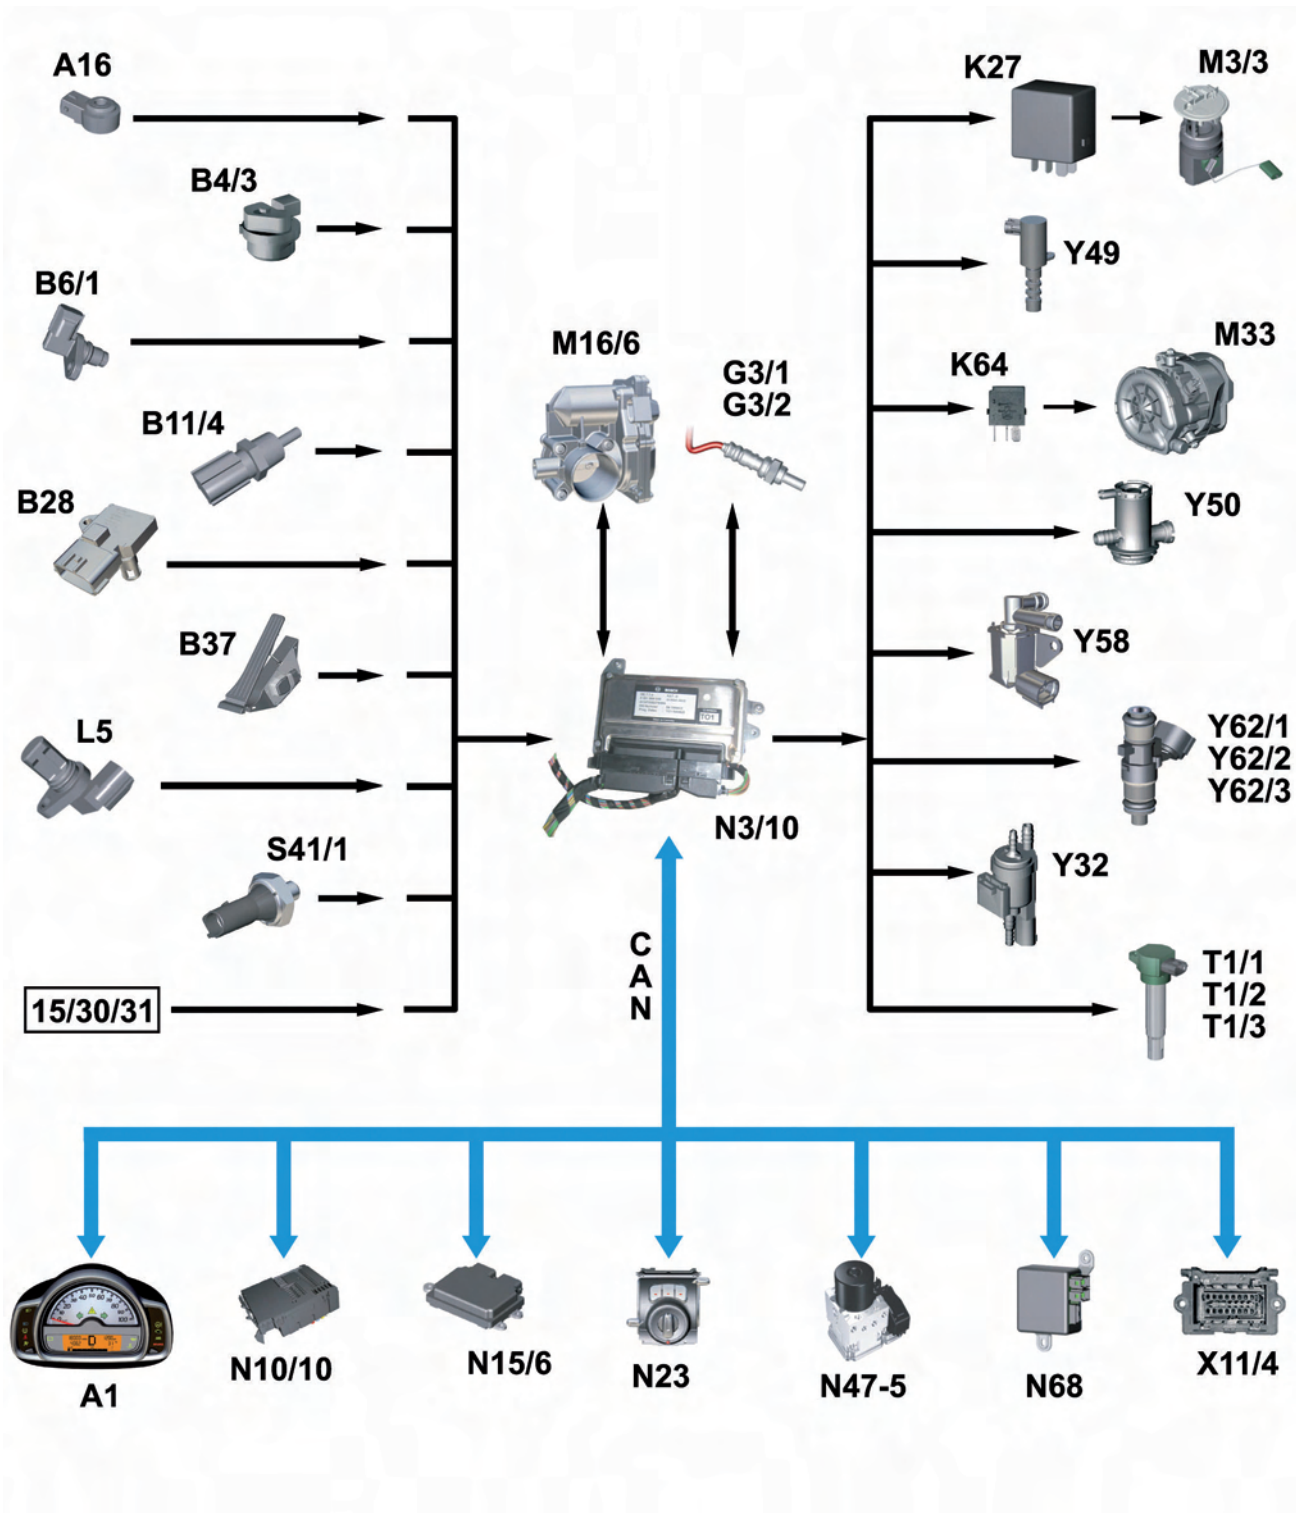 A16
K27
M3/3
B4/3
Y49
B6/1
M16/6
G3/1
G3/2
K64
M33
B11/4
B28
Y50
B37
Y58
L5
Y62/1
Y62/2
Y62/3
TO1
N3/10
S41/1
Y32
C
A
N
15/30/31
T1/1
T1/2
T1/3
A1
N10/10
N15/6
N23
N47-5
N68
X11/4